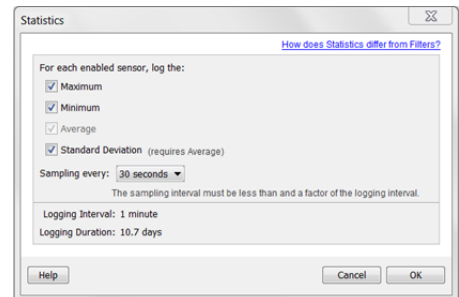 Statistics
How does Statistics differ from Filters?
For each enabled sensor, log the:
Maximum
Minimum
Average
Standard Deviation (requires Average)
Sampling every: 30 seconds
The sampling interval must be less than and a factor of the logging interval.
Logging Interval: 1 minute
Logging Duration: 10.7 days
Help Cancel OK